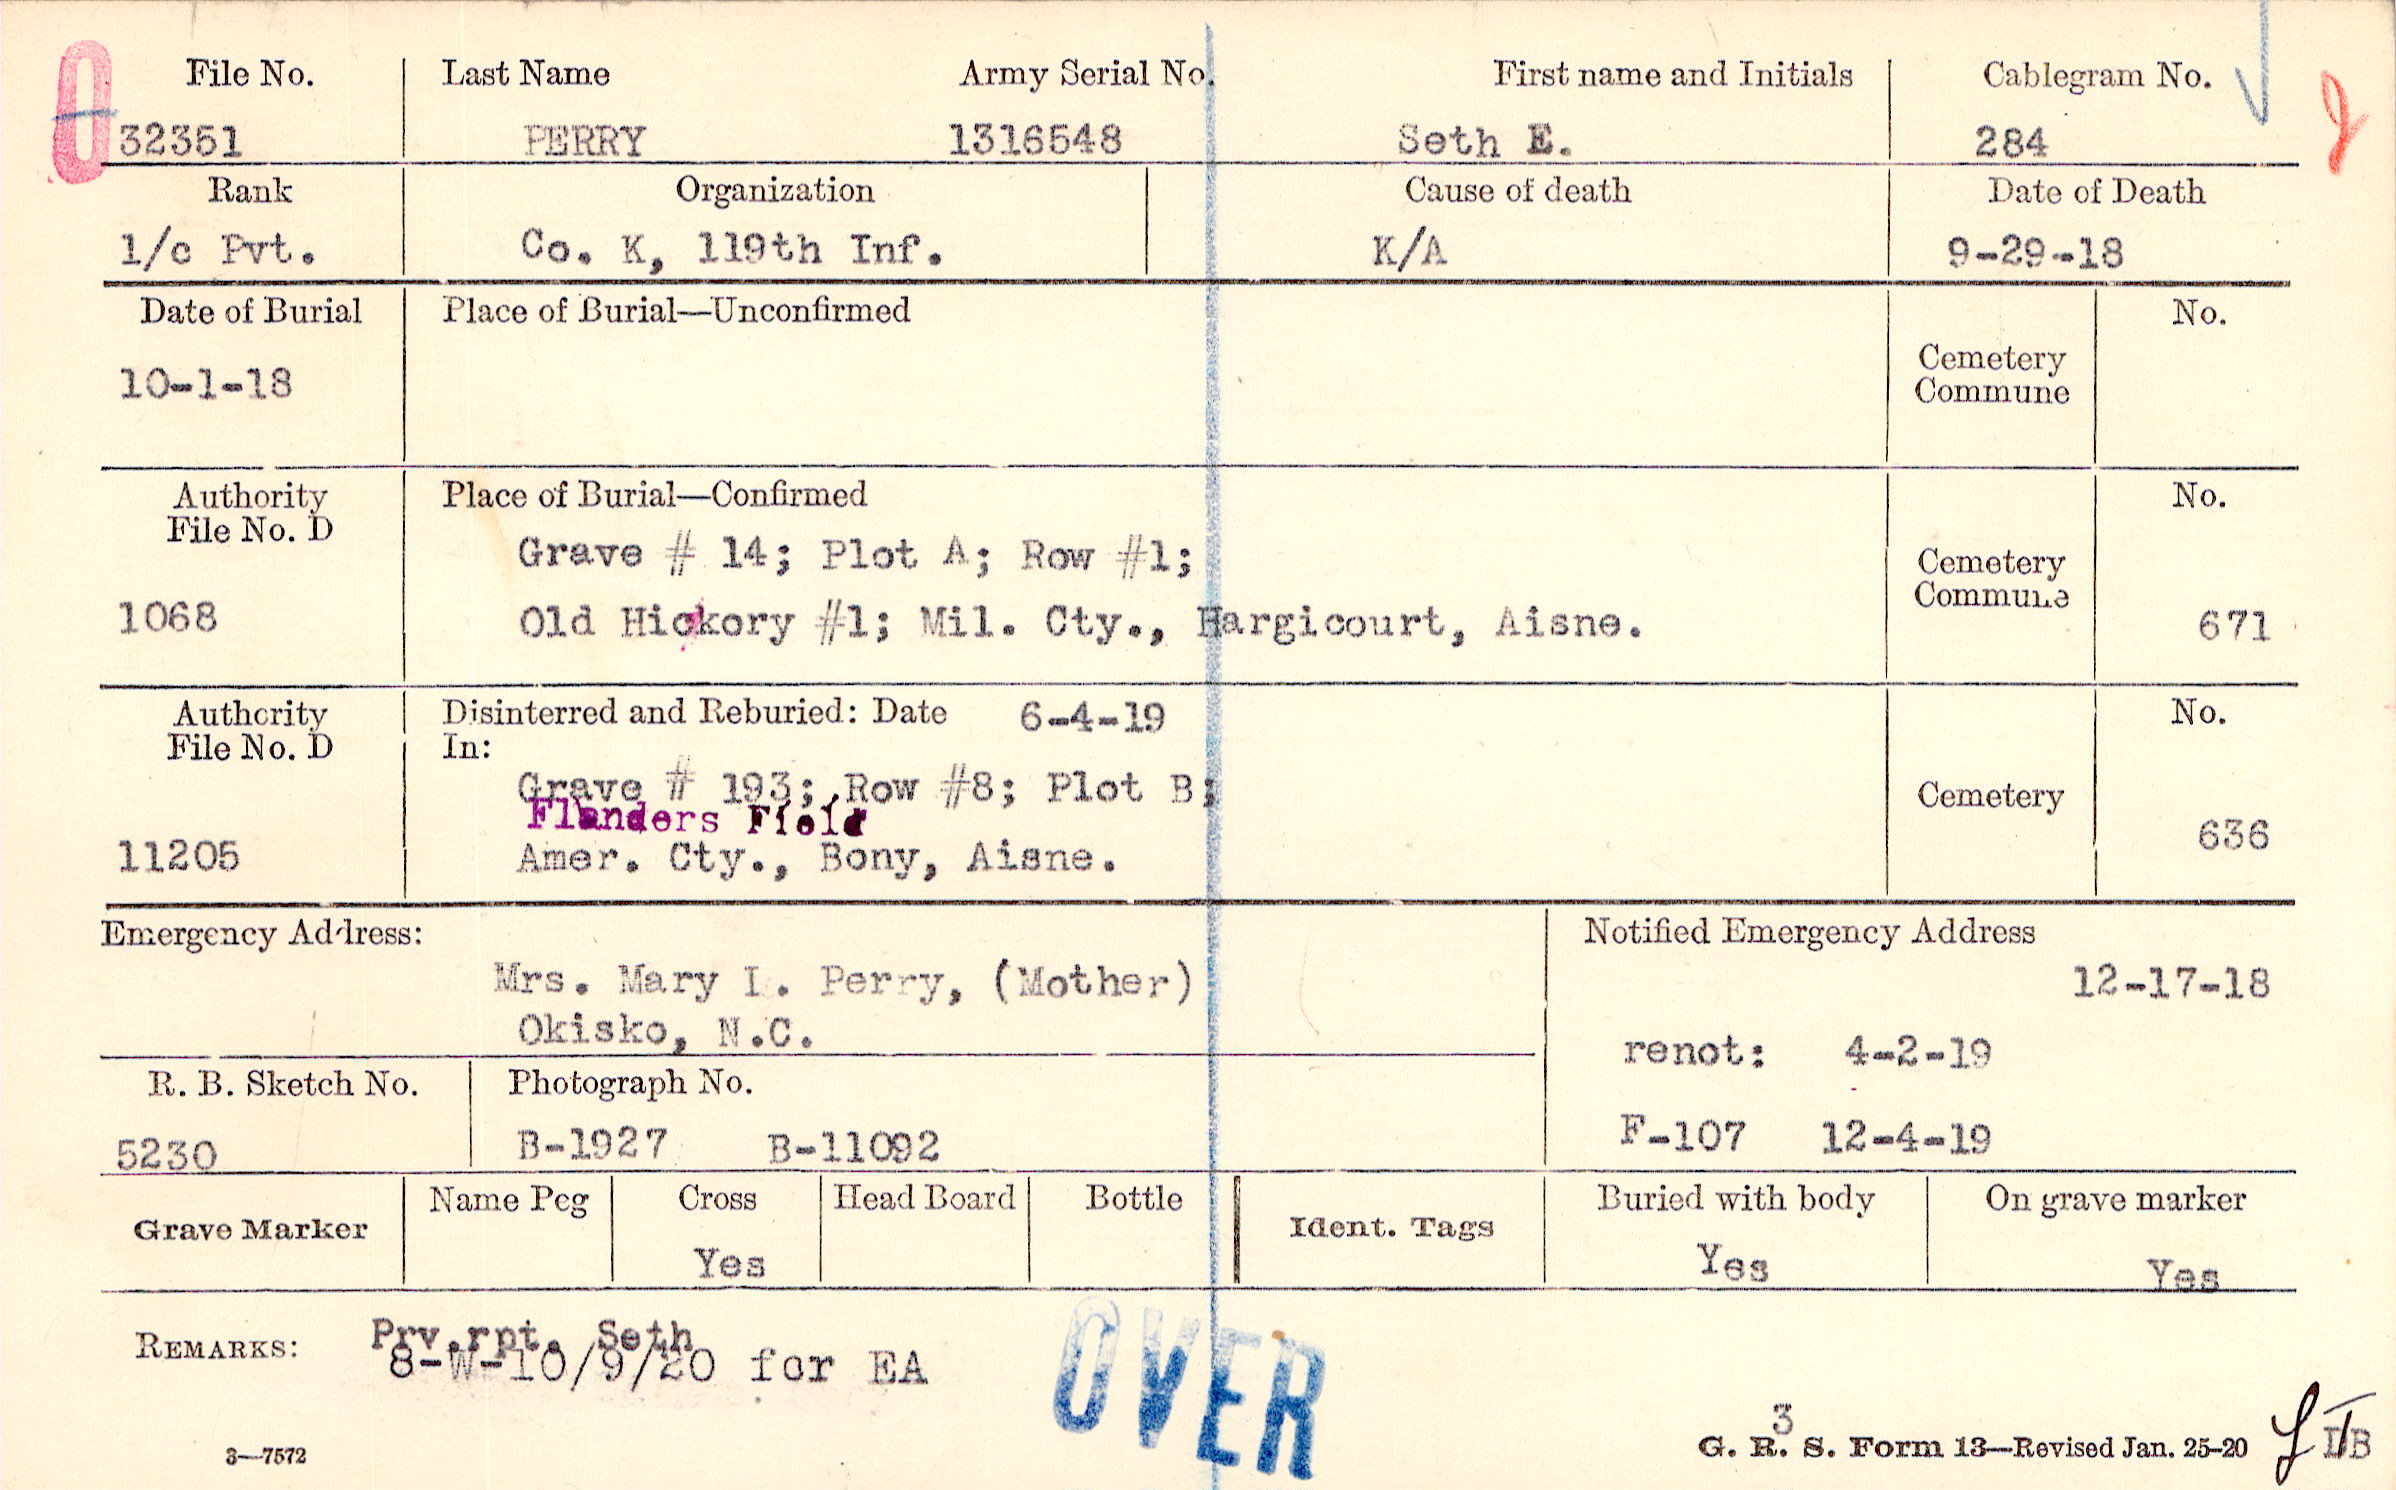 0
File No. Last Name Army Serial No. First name and Initials Cablegram No.
32351 PERRY 1316548 Seth E. 284
Rank Organization Cause of death Date of Death
1/c Pvt. Co. K, 119th Inf. K/A 9-29-18
Date of Burial Place of Burial—Unconfirmed No.
Cemetery
Commune
10-1-18
Authority Place of Burial—Confirmed No.
File No. D
Grave # 14; Plot A; Row #1;
Cemetery
Commune
1068 Old Hickory #1; Mil. Cty., Hargicourt, Aisne. 671
Authority Disinterred and Reburied: Date 6-4-19 No.
File No. D In:
Grave # 193; Row #8; Plot B; Cemetery
Flanders Field
11205 Amer. Cty., Bony, Aisne. 636
Emergency Address: Notified Emergency Address
Mrs. Mary I. Perry, (Mother) 12-17-18
Okisko, N.C.
renot: 4-2-19
R. B. Sketch No. Photograph No.
5230 B-1927 B-11092 F-107 12-4-19
Grave Marker Name Peg Cross Head Board Bottle Ident. Tags Buried with body On grave marker
Yes Yes Yes
REMARKS: Prv.rpt. Seth
8-W-10/9/20 for EA
OVER
3
3—7572 G. R. S. Form 13—Revised Jan. 25-20